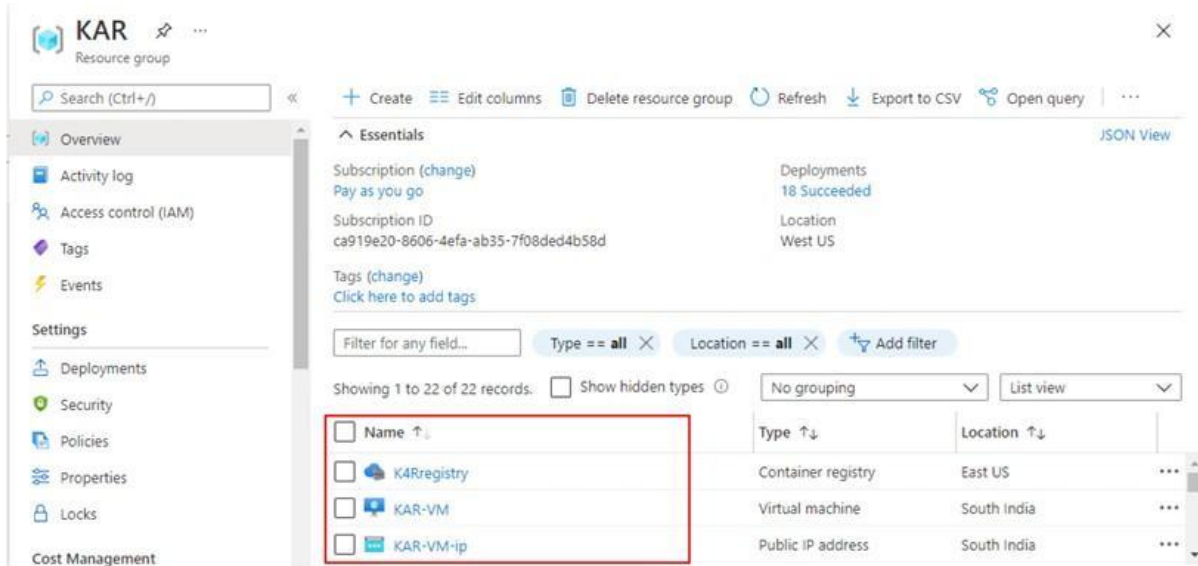 KAR
Resource group
Search (Ctrl+/)
Overview
Activity log
Access control (IAM)
Tags
Events
Settings
Deployments
Security
Policies
Properties
Locks
Cost Management
Create Edit columns Delete resource group Refresh Export to CSV Open query
Essentials JSON View
Subscription (change)
Pay as you go
Subscription ID
ca919e20-8606-4efa-ab35-7f08ded4b58d
Deployments
18 Succeeded
Location
West US
Tags (change)
Click here to add tags
Filter for any field... Type == all Location == all Add filter
Showing 1 to 22 of 22 records. Show hidden types No grouping List view
Name Type Location
K4Rregistry Container registry East US
KAR-VM Virtual machine South India
KAR-VM-ip Public IP address South India